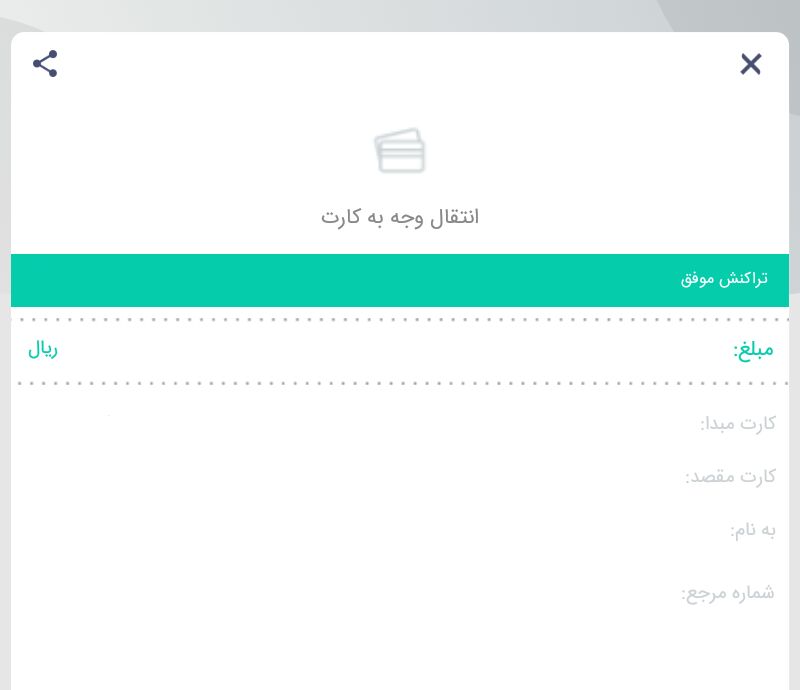 انتقال وجه به کارت
تراکنش موفق
مبلغ: ریال
کارت مبدا:
کارت مقصد:
به نام:
شماره مرجع: